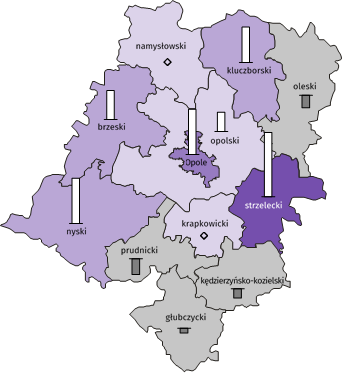 namysłowski
kluczborski
oleski
brzeski
opolski
Opole
strzelecki
nyski
krapkowicki
prudnicki
kędzierzyńsko-kozielski
głubczycki